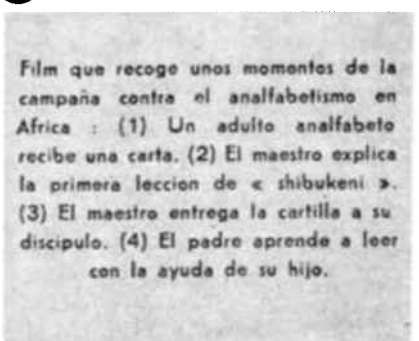 Film que recoge unos momentos de la
campaña contra el analfabetismo en
Africa : (1) Un adulto analfabeto
recibe una carta. (2) El maestro explica
la primera leccion de « shibukeni ».
(3) El maestro entrega la cartilla a su
discipulo. (4) El padre aprende a leer
con la ayuda de su hijo.